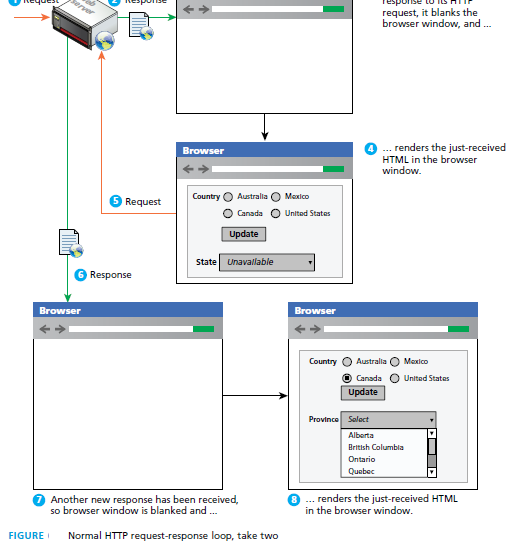 1 Request
2 Response
Web
Server
response to its HTTP
request, it blanks the
browser window, and ...
Browser
4 ... renders the just-received
HTML in the browser
window.
Country Australia Mexico
Canada United States
Update
State Unavailable
5 Request
6 Response
Browser
Browser
Country Australia Mexico
Canada United States
Update
Province Select
Alberta
British Columbia
Ontario
Quebec
7 Another new response has been received,
so browser window is blanked and ...
8 ... renders the just-received HTML
in the browser window.
FIGURE
Normal HTTP request-response loop, take two